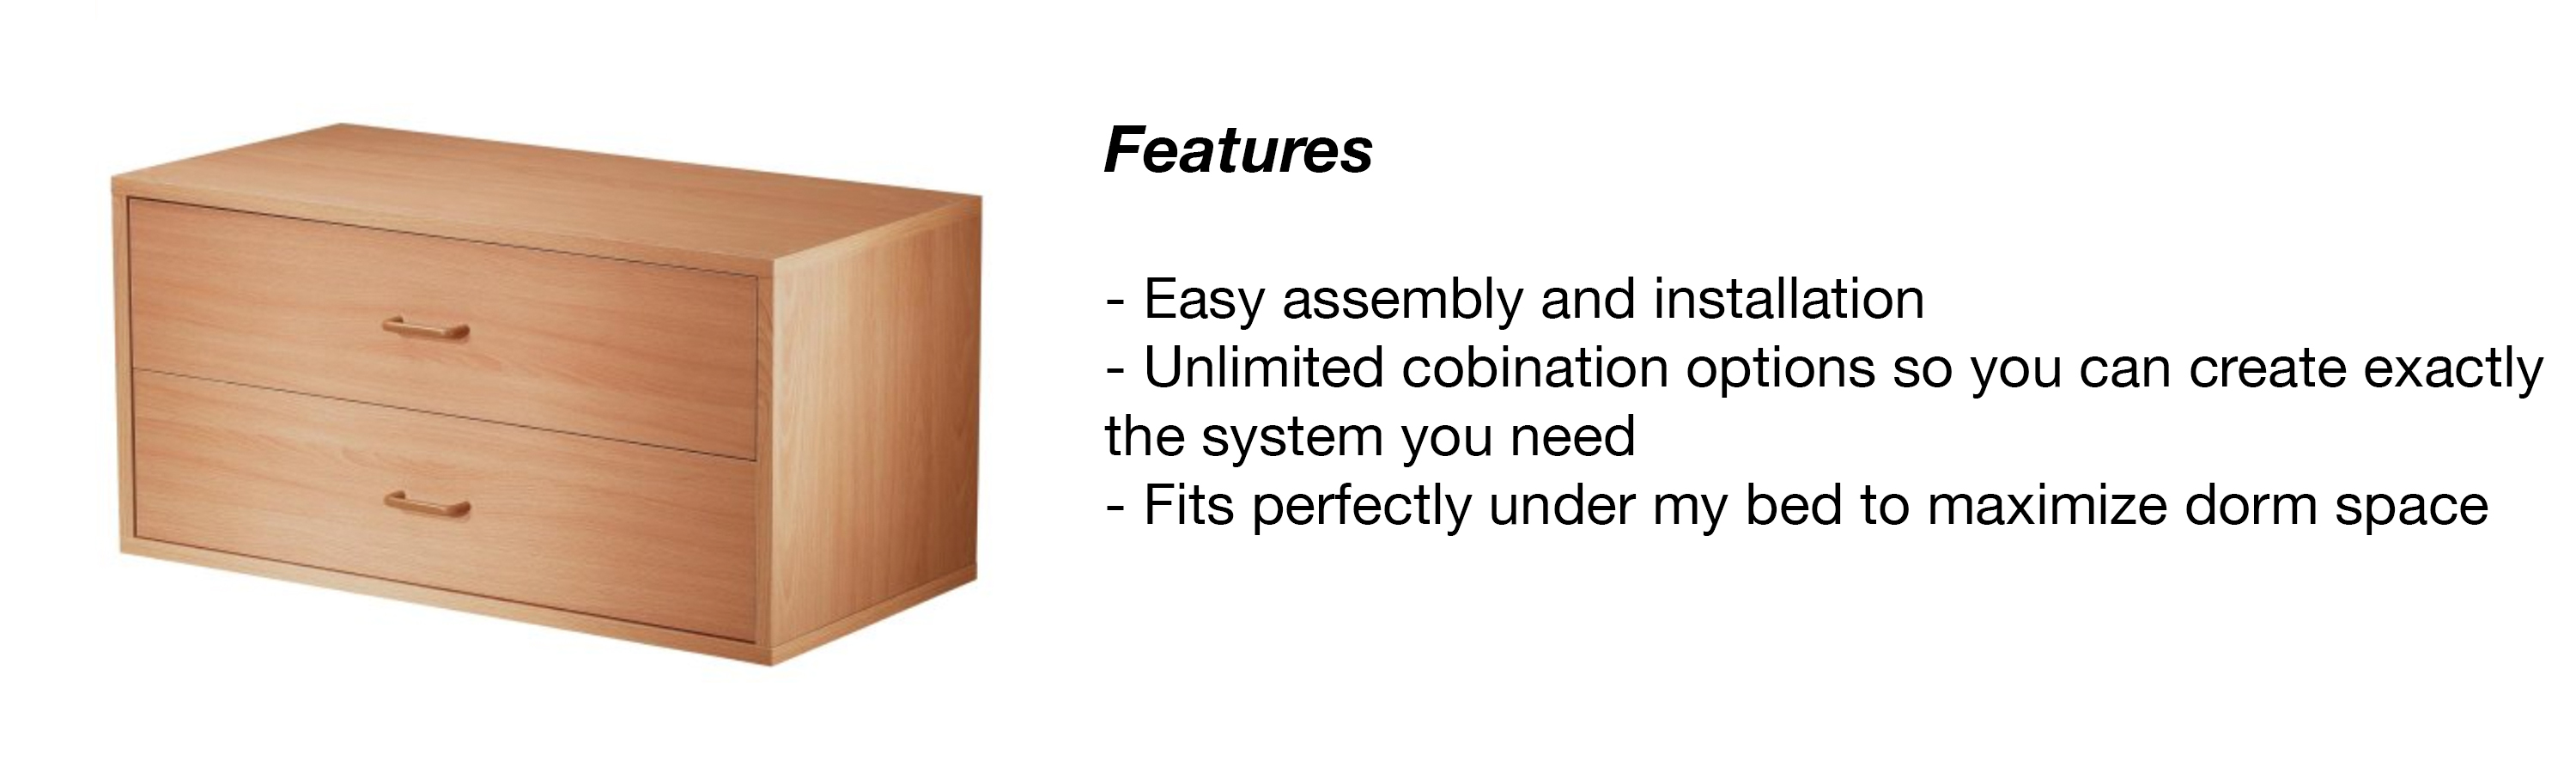 Features
- Easy assembly and installation
- Unlimited cobination options so you can create exactly
the system you need
- Fits perfectly under my bed to maximize dorm space